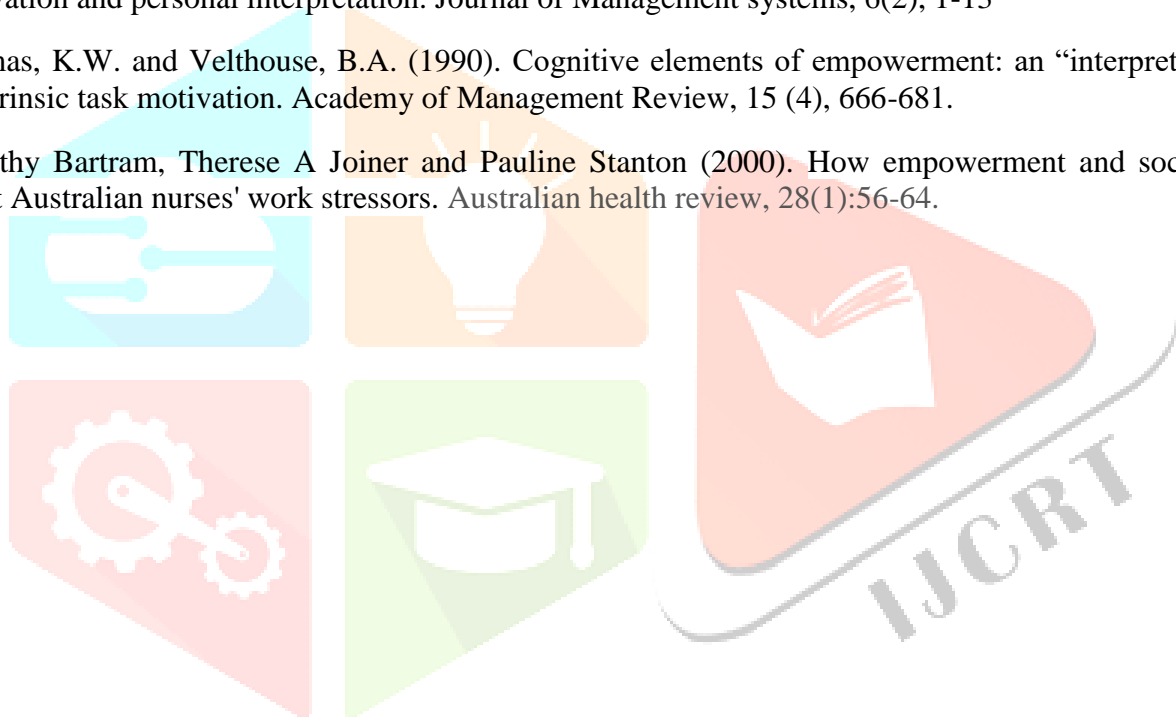 vation and personal interpretation. Journal of Management systems, 6(2), 1-13
nas, K.W. and Velthouse, B.A. (1990). Cognitive elements of empowerment: an “interpret
rinsic task motivation. Academy of Management Review, 15 (4), 666-681.
thy Bartram, Therese A Joiner and Pauline Stanton (2000). How empowerment and soc
t Australian nurses' work stressors. Australian health review, 28(1):56-64.
IJCRT